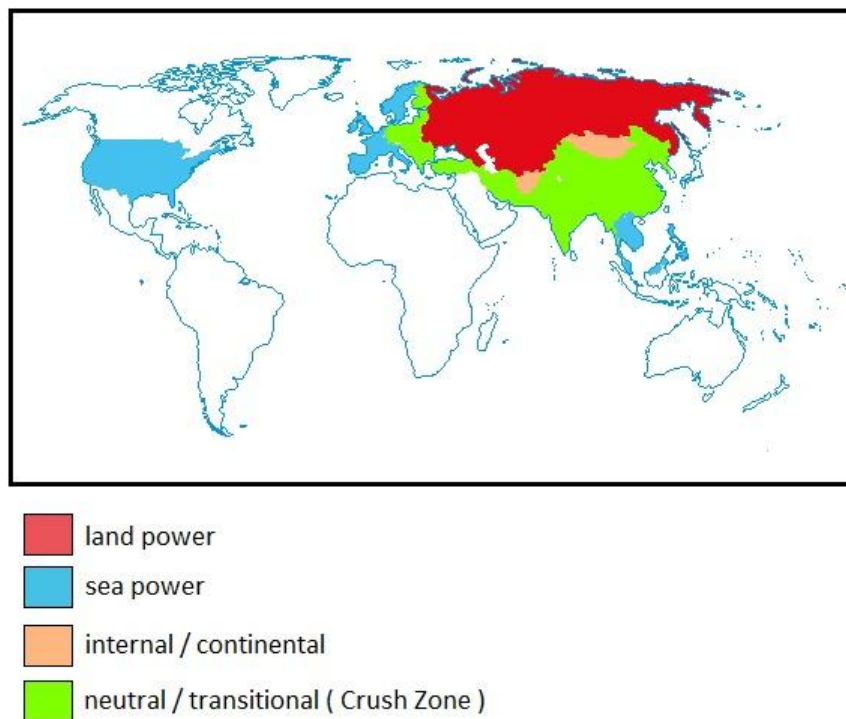 land power
sea power
internal / continental
neutral / transitional ( Crush Zone )